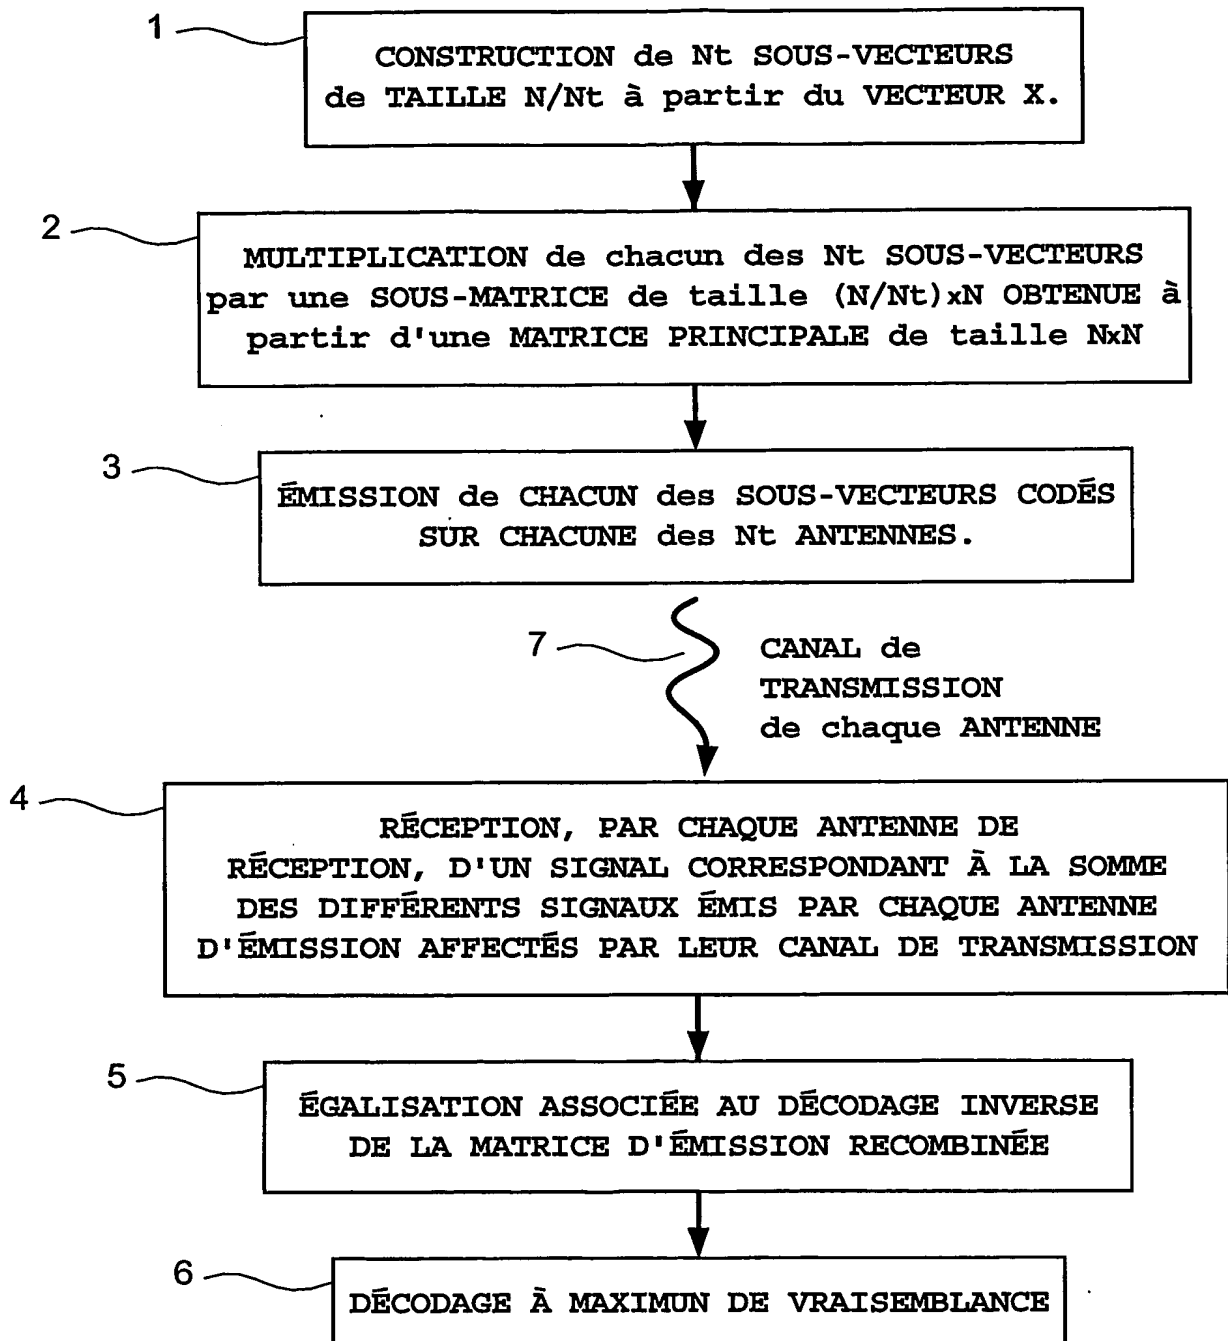 1
CONSTRUCTION de Nt SOUS-VECTEURS
de TAILLE N/Nt à partir du VECTEUR X.
2
MULTIPLICATION de chacun des Nt SOUS-VECTEURS
par une SOUS-MATRICE de taille (N/Nt)xN OBTENUE à
partir d'une MATRICE PRINCIPALE de taille NxN
3
ÉMISSION de CHACUN des SOUS-VECTEURS CODÉS
SUR CHACUNE des Nt ANTENNES.
7
CANAL de
TRANSMISSION
de chaque ANTENNE
4
RÉCEPTION, PAR CHAQUE ANTENNE DE
RÉCEPTION, D'UN SIGNAL CORRESPONDANT À LA SOMME
DES DIFFÉRENTS SIGNAUX ÉMIS PAR CHAQUE ANTENNE
D'ÉMISSION AFFECTÉS PAR LEUR CANAL DE TRANSMISSION
5
ÉGALISATION ASSOCIÉE AU DÉCODAGE INVERSE
DE LA MATRICE D'ÉMISSION RECOMBINÉE
6
DÉCODAGE À MAXIMUN DE VRAISEMBLANCE